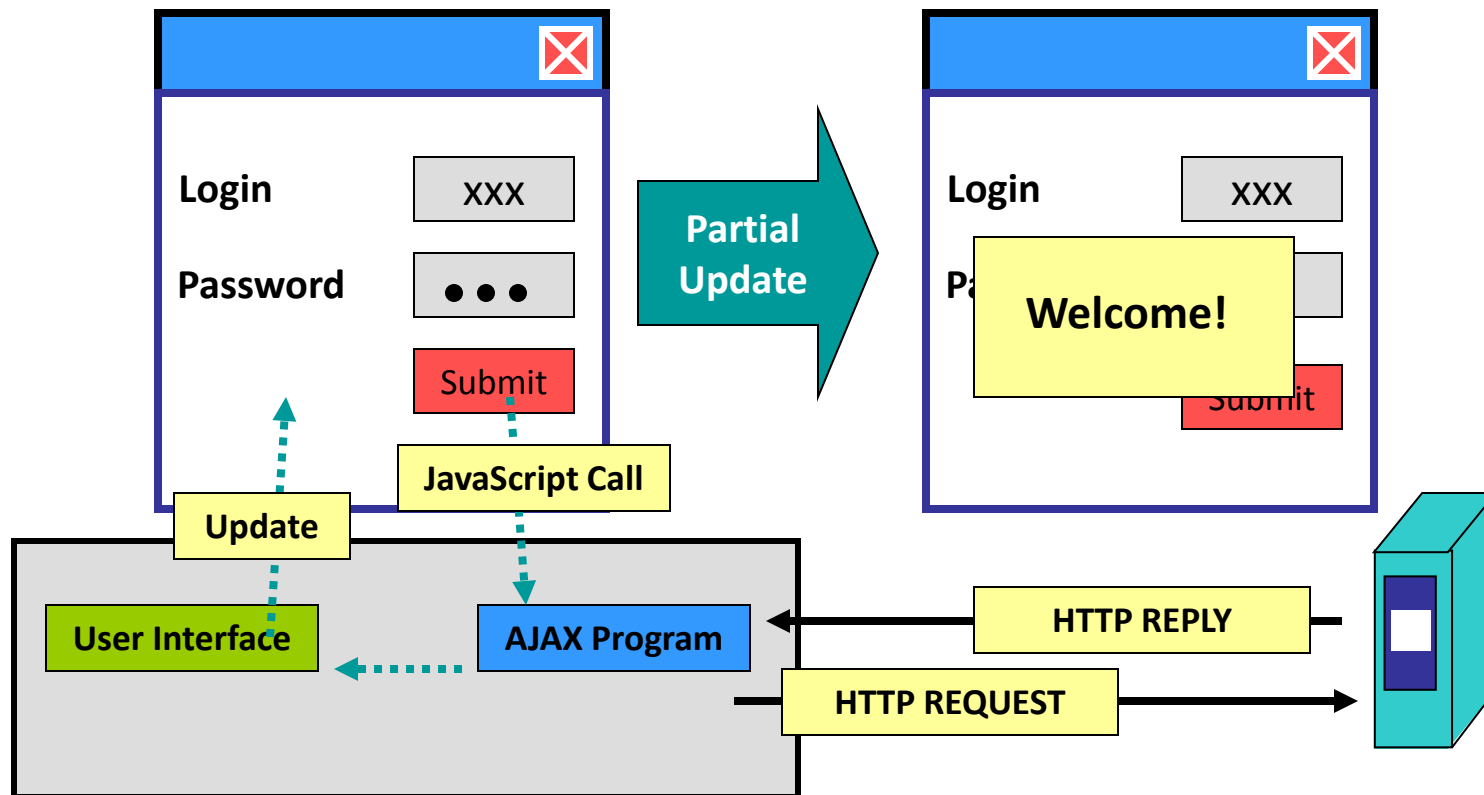 Login
xxx
Password
●●●
Submit
Partial
Update
Login
xxx
Pa
Welcome!
Submit
JavaScript Call
Update
User Interface
AJAX Program
HTTP REPLY
HTTP REQUEST